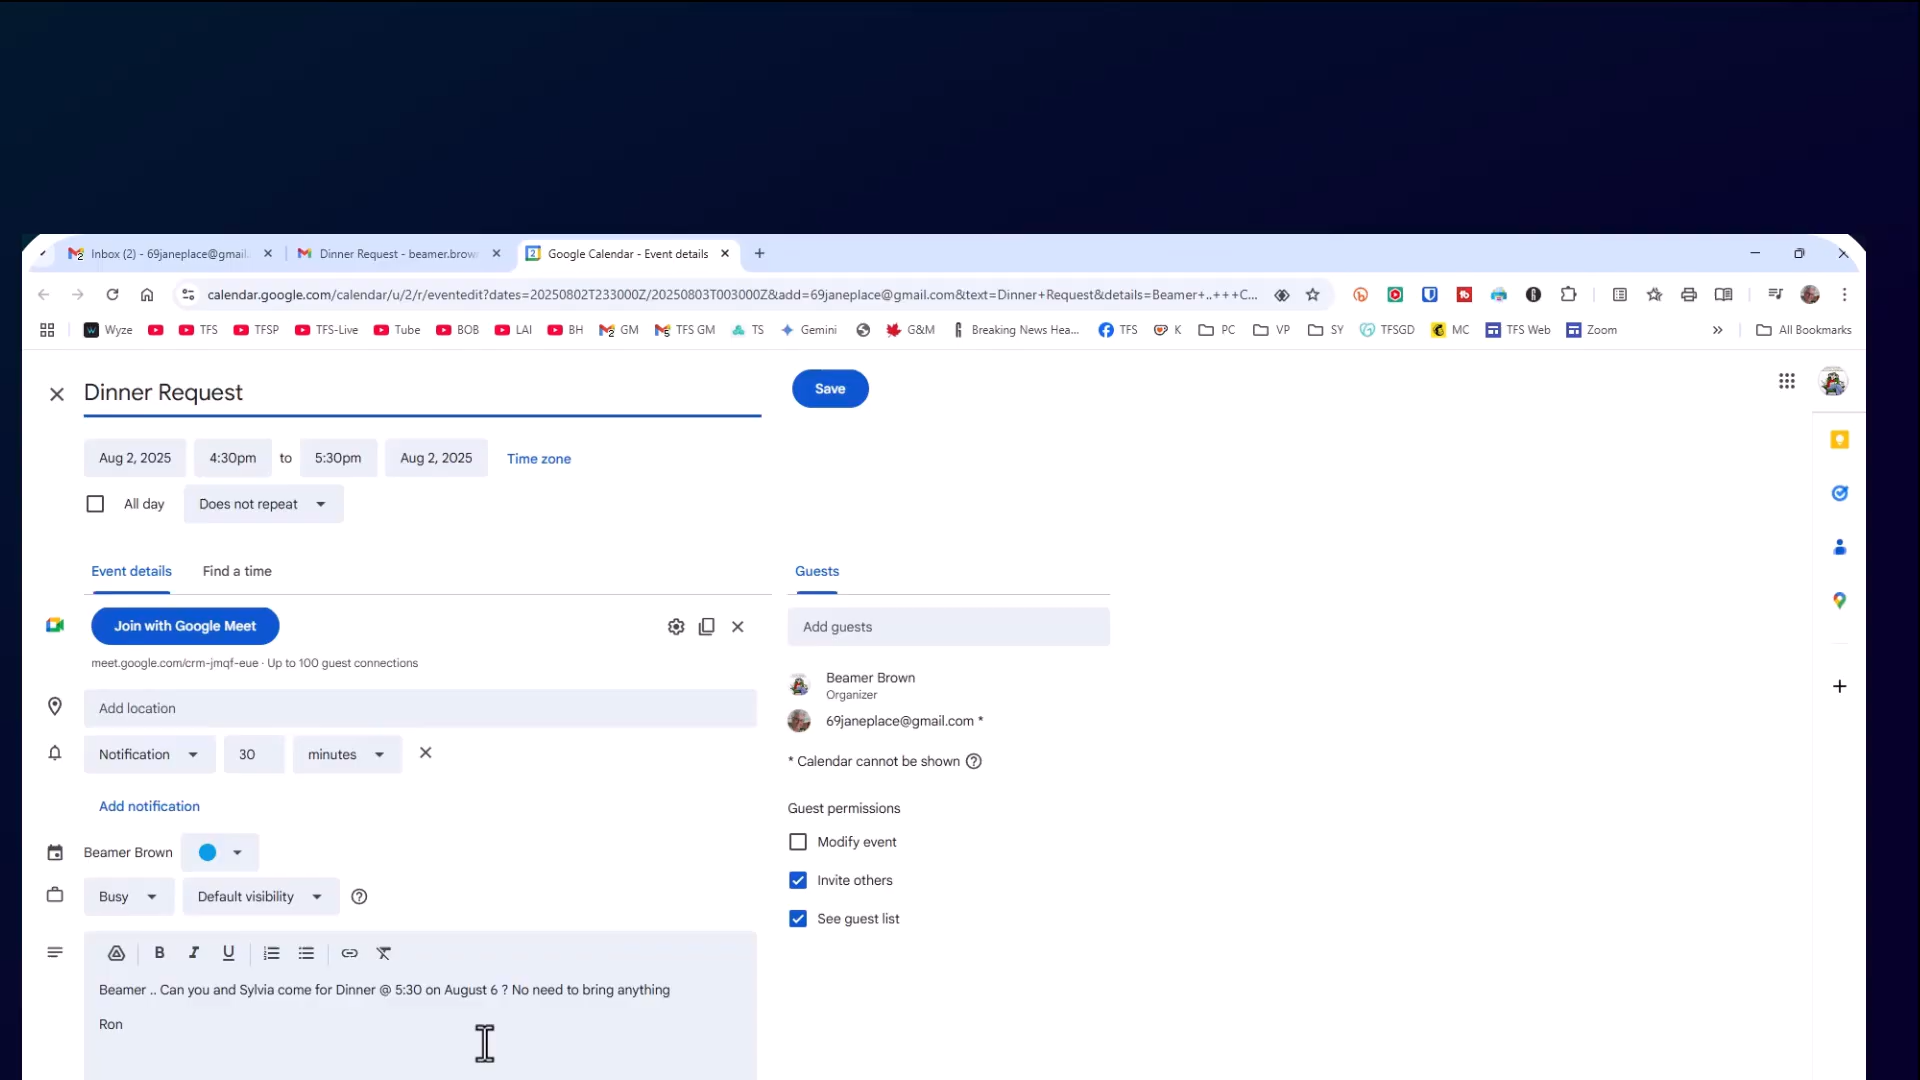 Inbox (2) - 69janeplace@gmail.
Dinner Request - beamer.brown
Google Calendar - Event details
calendar.google.com/calendar/u/2/r/eventedit?dates=20250802T233000Z/20250803T003000Z&add=69janeplace@gmail.com&text=Dinner+Request&details=Beamer+..+++C...
Wyze TFS TFSP TFS-Live Tube BOB LAI BH GM TFS GM TS Gemini G&M Breaking News Hea... TFS K PC VP SY TFSGD MC TFS Web Zoom » All Bookmarks
Dinner Request
Save
Aug 2, 2025 4:30pm to 5:30pm Aug 2, 2025 Time zone
All day Does not repeat
Event details Find a time
Guests
Join with Google Meet
meet.google.com/crm-jmqf-eue · Up to 100 guest connections
Add guests
Beamer Brown
Organizer
69janeplace@gmail.com *
* Calendar cannot be shown
Add location
Notification 30 minutes
Add notification
Guest permissions
Modify event
Invite others
See guest list
Beamer Brown
Busy Default visibility
B I U
Beamer .. Can you and Sylvia come for Dinner @ 5:30 on August 6 ? No need to bring anything
Ron